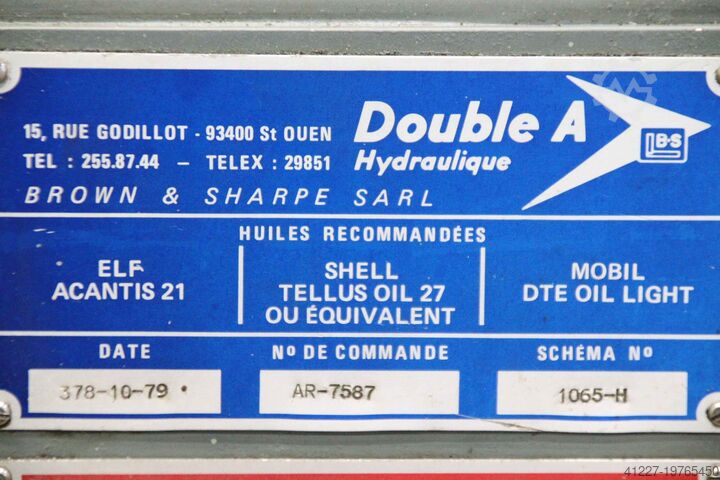 15, RUE GODILLOT - 93400 St OUEN
TEL : 255.87.44 — TELEX : 29851
BROWN & SHARPE SARL
Double A
Hydraulique
B·S
HUILES RECOMMANDÉES
ELF
ACANTIS 21
SHELL
TELLUS OIL 27
OU ÉQUIVALENT
MOBIL
DTE OIL LIGHT
DATE
378-10-79
Nº DE COMMANDE
AR-7587
SCHÉMA Nº
1065-H
41227-19765450